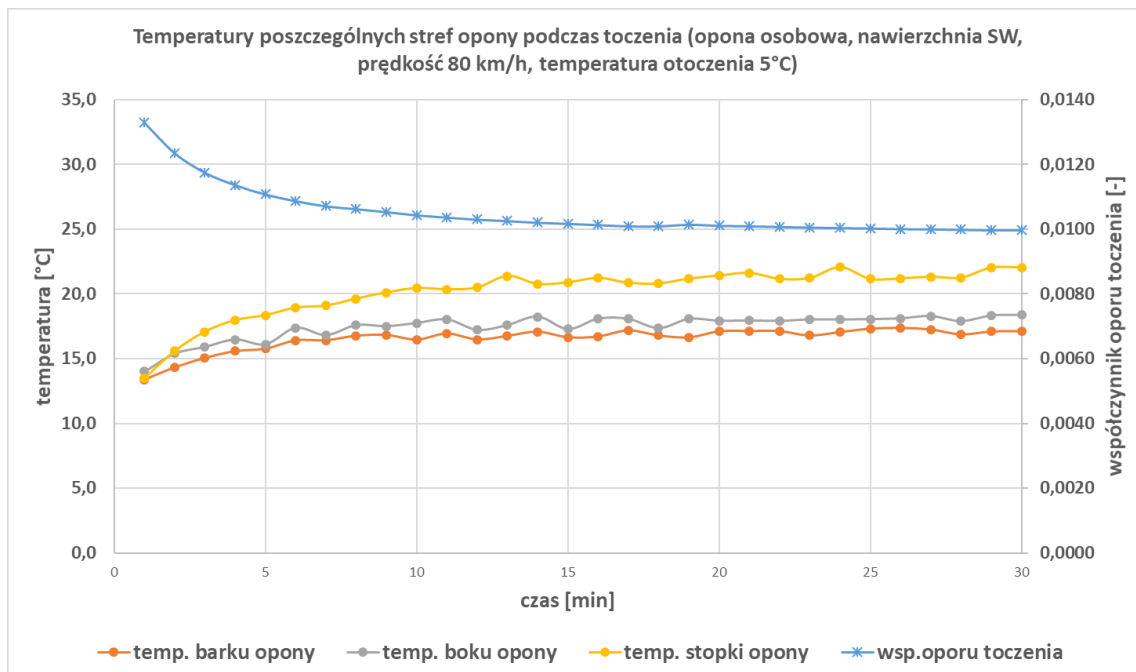 Temperatury poszczególnych stref opony podczas toczenia (opona osobowa, nawierzchnia SW,
prędkość 80 km/h, temperatura otoczenia 5°C)
35,0
30,0
25,0
20,0
15,0
10,0
5,0
0,0
temperatura [°C]
0,0140
0,0120
0,0100
0,0080
0,0060
0,0040
0,0020
0,0000
współczynnik oporu toczenia [-]
0 5 10 15 20 25 30
czas [min]
temp. barku opony temp. boku opony temp. stopki opony wsp.oporu toczenia